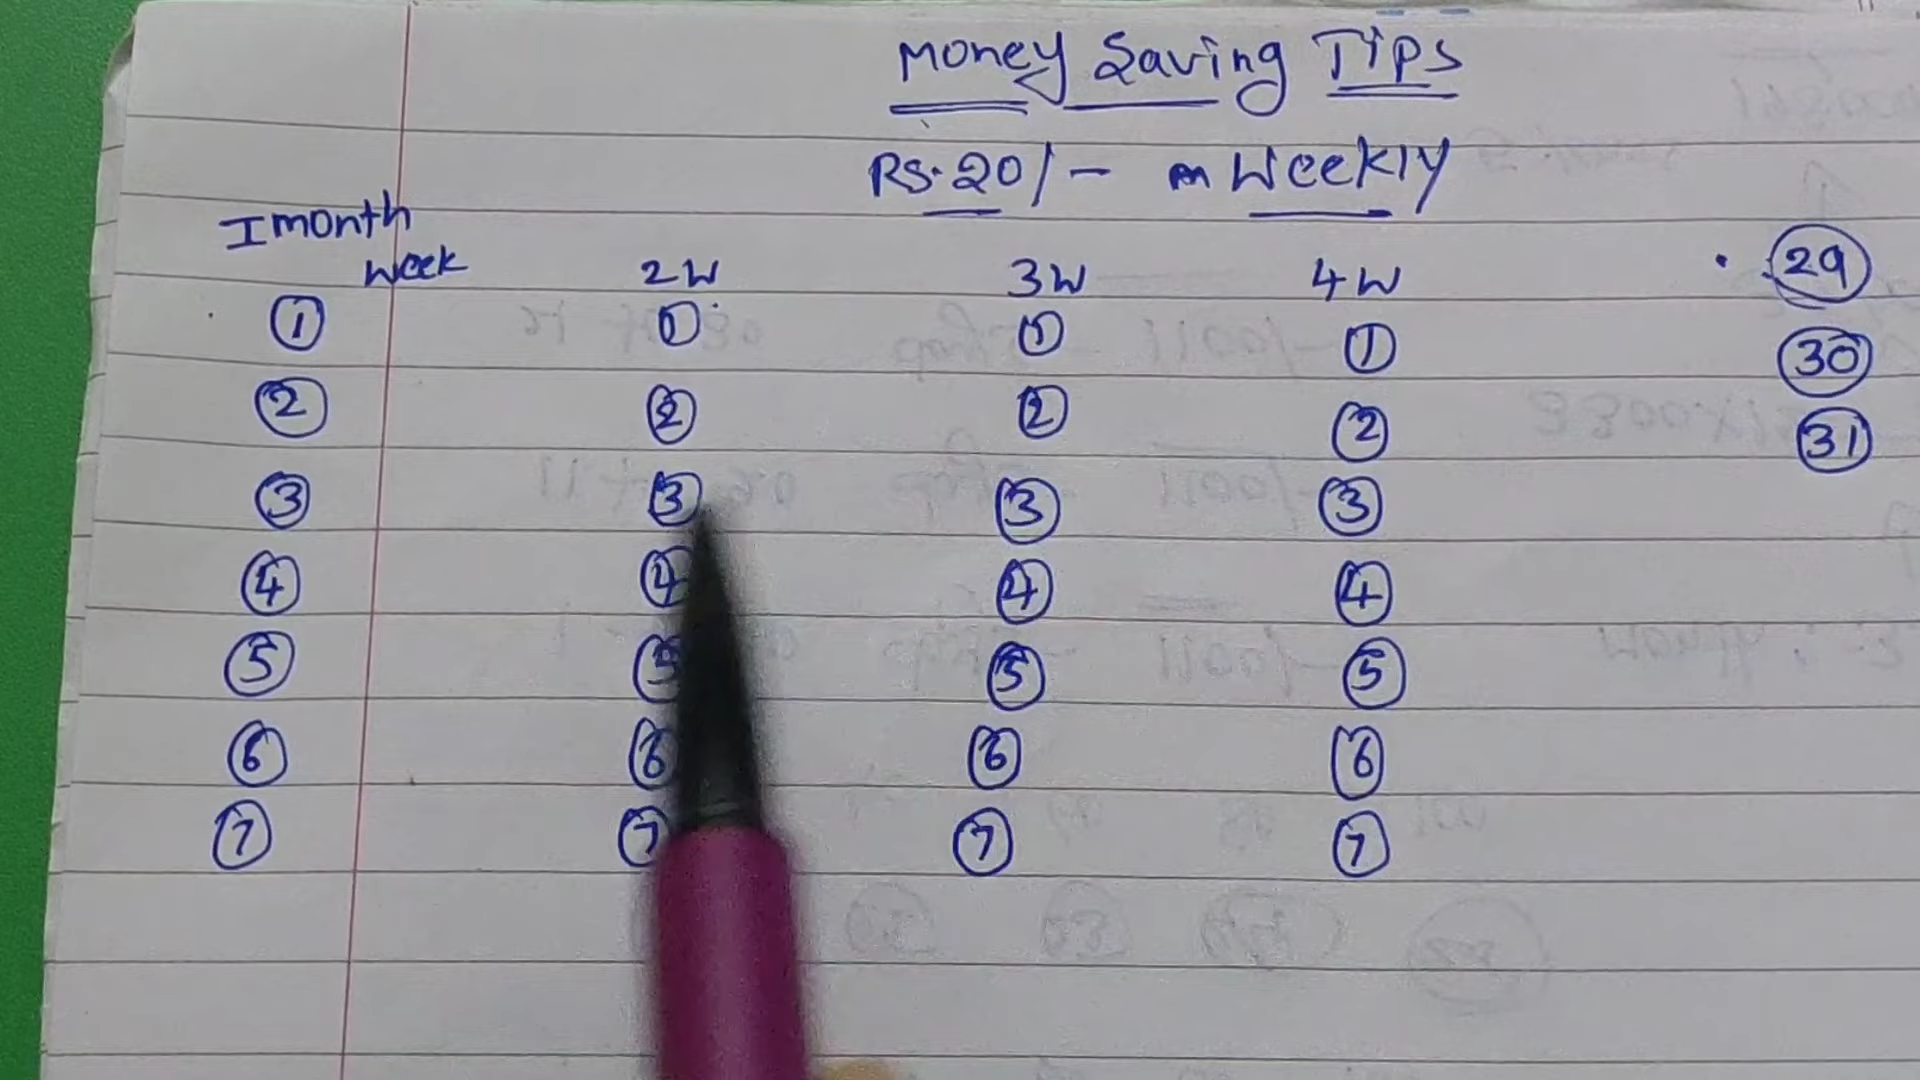 Money Saving Tips
Rs. 20/- Weekly
I month
week 2W 3W 4W 29
1 1 1 1 30
2 2 2 2 31
3 3 3 3
4 4 4 4
5 5 5 5
6 6 6 6
7 7 7 7